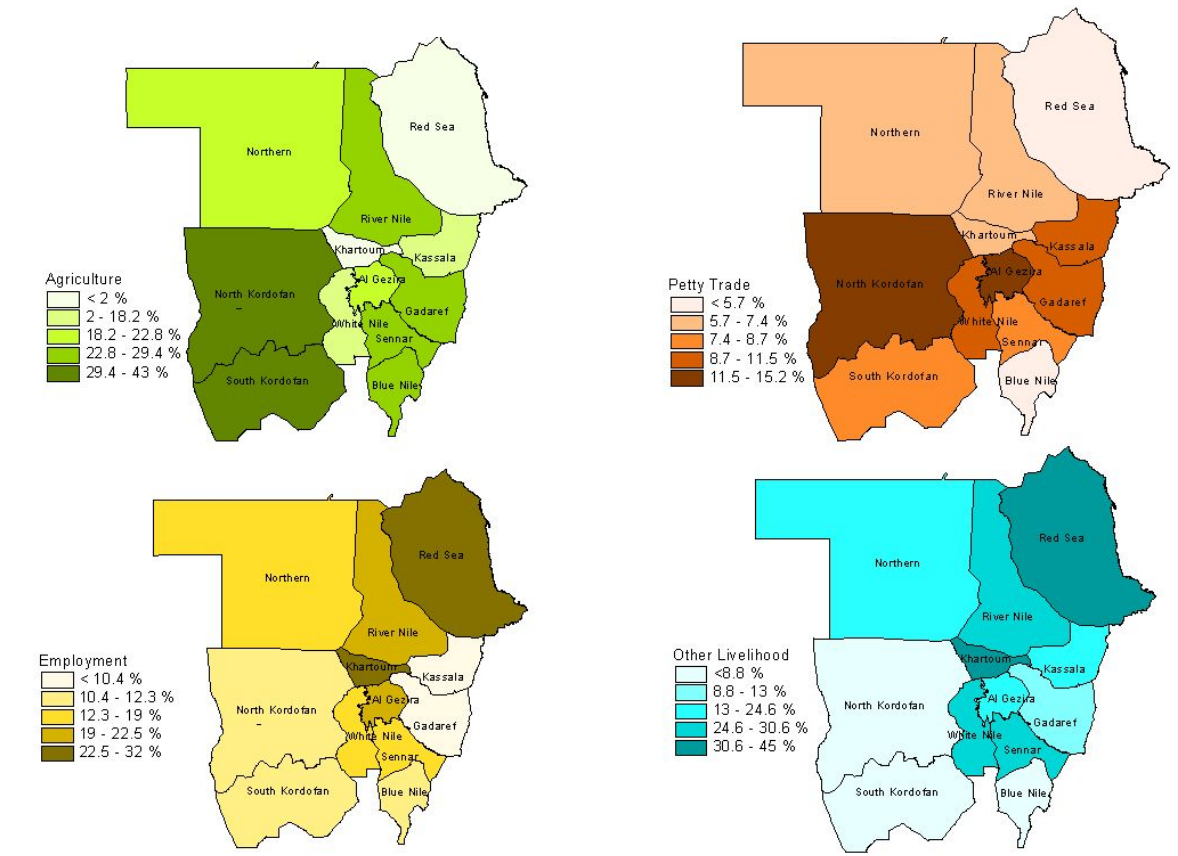 Red Sea
Northern
River Nile
Khartoum
Kassala
Al Gezira
North Kordofan
Gadaref
White Nile
Sennar
South Kordofan
Blue Nile
Agriculture
< 2 %
2 - 18.2 %
18.2 - 22.8 %
22.8 - 29.4 %
29.4 - 43 %
Red Sea
Northern
River Nile
Khartoum
Kassala
Al Gezira
North Kordofan
Gadaref
White Nile
Sennar
South Kordofan
Blue Nile
Petty Trade
< 5.7 %
5.7 - 7.4 %
7.4 - 8.7 %
8.7 - 11.5 %
11.5 - 15.2 %
Red Sea
Northern
River Nile
Khartoum
Kassala
Al Gezira
North Kordofan
Gadaref
White Nile
Sennar
South Kordofan
Blue Nile
Employment
< 10.4 %
10.4 - 12.3 %
12.3 - 19 %
19 - 22.5 %
22.5 - 32 %
Red Sea
Northern
River Nile
Khartoum
Kassala
Al Gezira
North Kordofan
Gadaref
White Nile
Sennar
South Kordofan
Blue Nile
Other Livelihood
<8.8 %
8.8 - 13 %
13 - 24.6 %
24.6 - 30.6 %
30.6 - 45 %